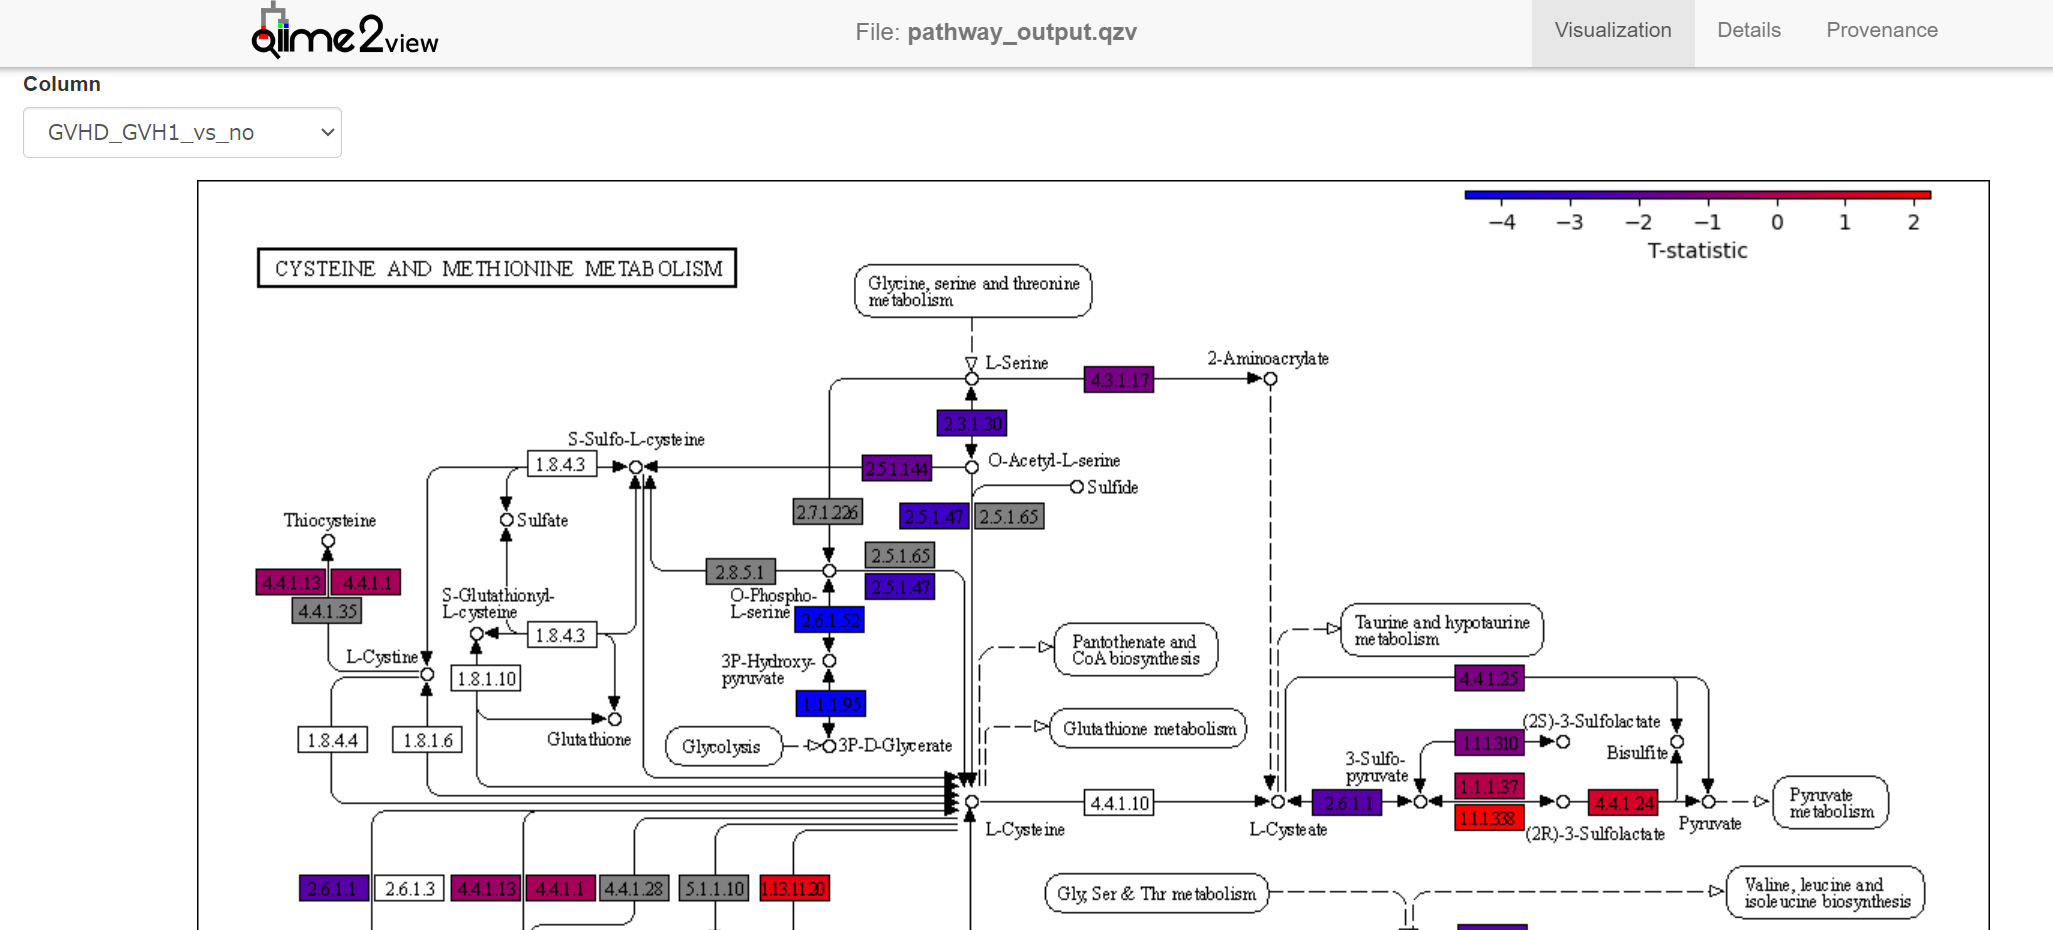 qiime2view
File: pathway_output.qzv
Visualization
Details
Provenance
Column
GVHD_GVH1_vs_no
−4 −3 −2 −1 0 1 2
T-statistic
CYSTEINE AND METHIONINE METABOLISM
Glycine, serine and threonine
metabolism
L-Serine
4.3.1.17
2-Aminoacrylate
2.3.1.30
S-Sulfo-L-cysteine
1.8.4.3
2.5.1.144
O-Acetyl-L-serine
Sulfide
Thiocysteine
Sulfate
2.7.1.226
2.5.1.47
2.5.1.65
2.5.1.65
2.8.5.1
2.5.1.47
4.4.1.13
4.4.1.1
4.4.1.35
S-Glutathionyl-
L-cysteine
O-Phospho-
L-serine
2.6.1.52
1.8.4.3
Pantothenate and
CoA biosynthesis
Taurine and hypotaurine
metabolism
L-Cystine
1.8.1.10
3P-Hydroxy-
pyruvate
4.4.1.25
1.1.1.95
1.8.4.4
1.8.1.6
Glutathione
Glycolysis
3P-D-Glycerate
Glutathione metabolism
(2S)-3-Sulfolactate
1.1.1.310
Bisulfite
3-Sulfo-
pyruvate
1.1.1.37
4.4.1.10
2.6.1.1
4.4.1.24
1.1.1.338
Pyruvate
metabolism
L-Cysteine
L-Cysteate
(2R)-3-Sulfolactate
Pyruvate
2.6.1.1
2.6.1.3
4.4.1.13
4.4.1.1
4.4.1.28
5.1.1.10
1.13.11.20
Gly, Ser & Thr metabolism
Valine, leucine and
isoleucine biosynthesis